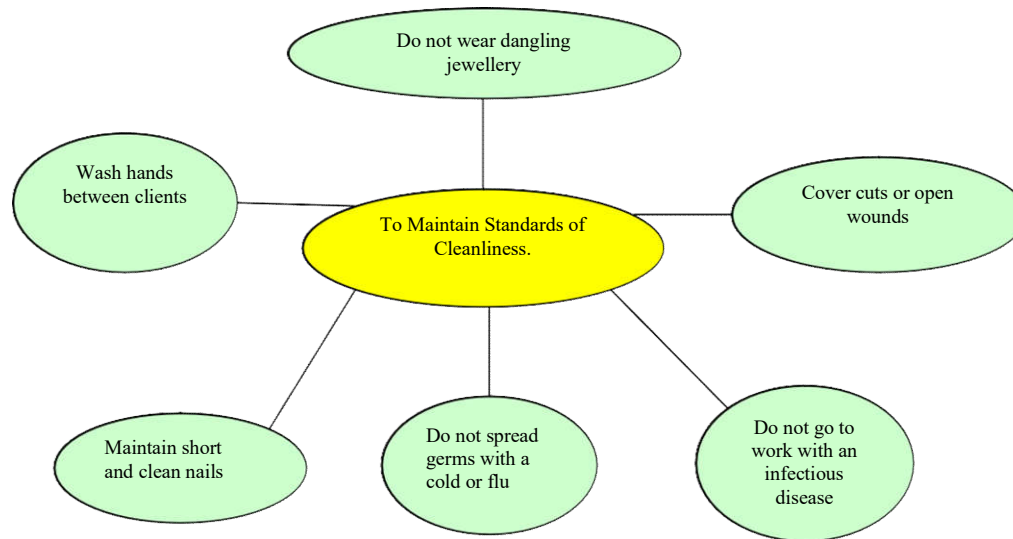 Do not wear dangling
jewellery
Wash hands
between clients
To Maintain Standards of
Cleanliness.
Cover cuts or open
wounds
Maintain short
and clean nails
Do not spread
germs with a
cold or flu
Do not go to
work with an
infectious
disease